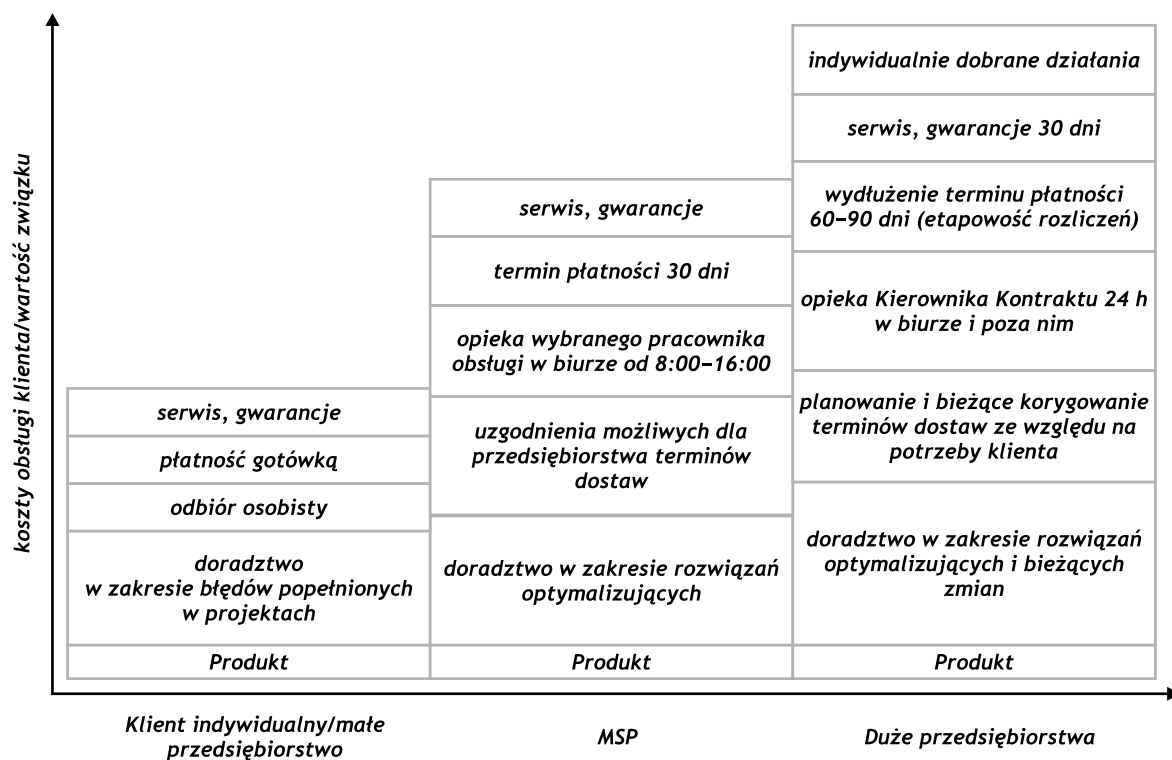 koszty obsługi klienta/wartość związku
serwis, gwarancje
płatność gotówką
odbiór osobisty
doradztwo
w zakresie błędów popełnionych
w projektach
Produkt
Klient indywidualny/małe
przedsiębiorstwo
serwis, gwarancje
termin płatności 30 dni
opieka wybranego pracownika
obsługi w biurze od 8:00−16:00
uzgodnienia możliwych dla
przedsiębiorstwa terminów
dostaw
doradztwo w zakresie rozwiązań
optymalizujących
Produkt
MSP
indywidualnie dobrane działania
serwis, gwarancje 30 dni
wydłużenie terminu płatności
60−90 dni (etapowość rozliczeń)
opieka Kierownika Kontraktu 24 h
w biurze i poza nim
planowanie i bieżące korygowanie
terminów dostaw ze względu na
potrzeby klienta
doradztwo w zakresie rozwiązań
optymalizujących i bieżących
zmian
Produkt
Duże przedsiębiorstwa